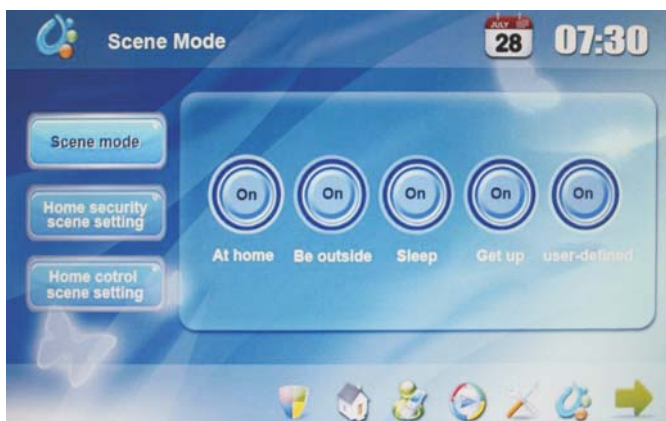 Scene Mode
JULY
28
07:30
Scene mode
Home security
scene setting
Home cotrol
scene setting
On On On On On
At home Be outside Sleep Get up user-defined